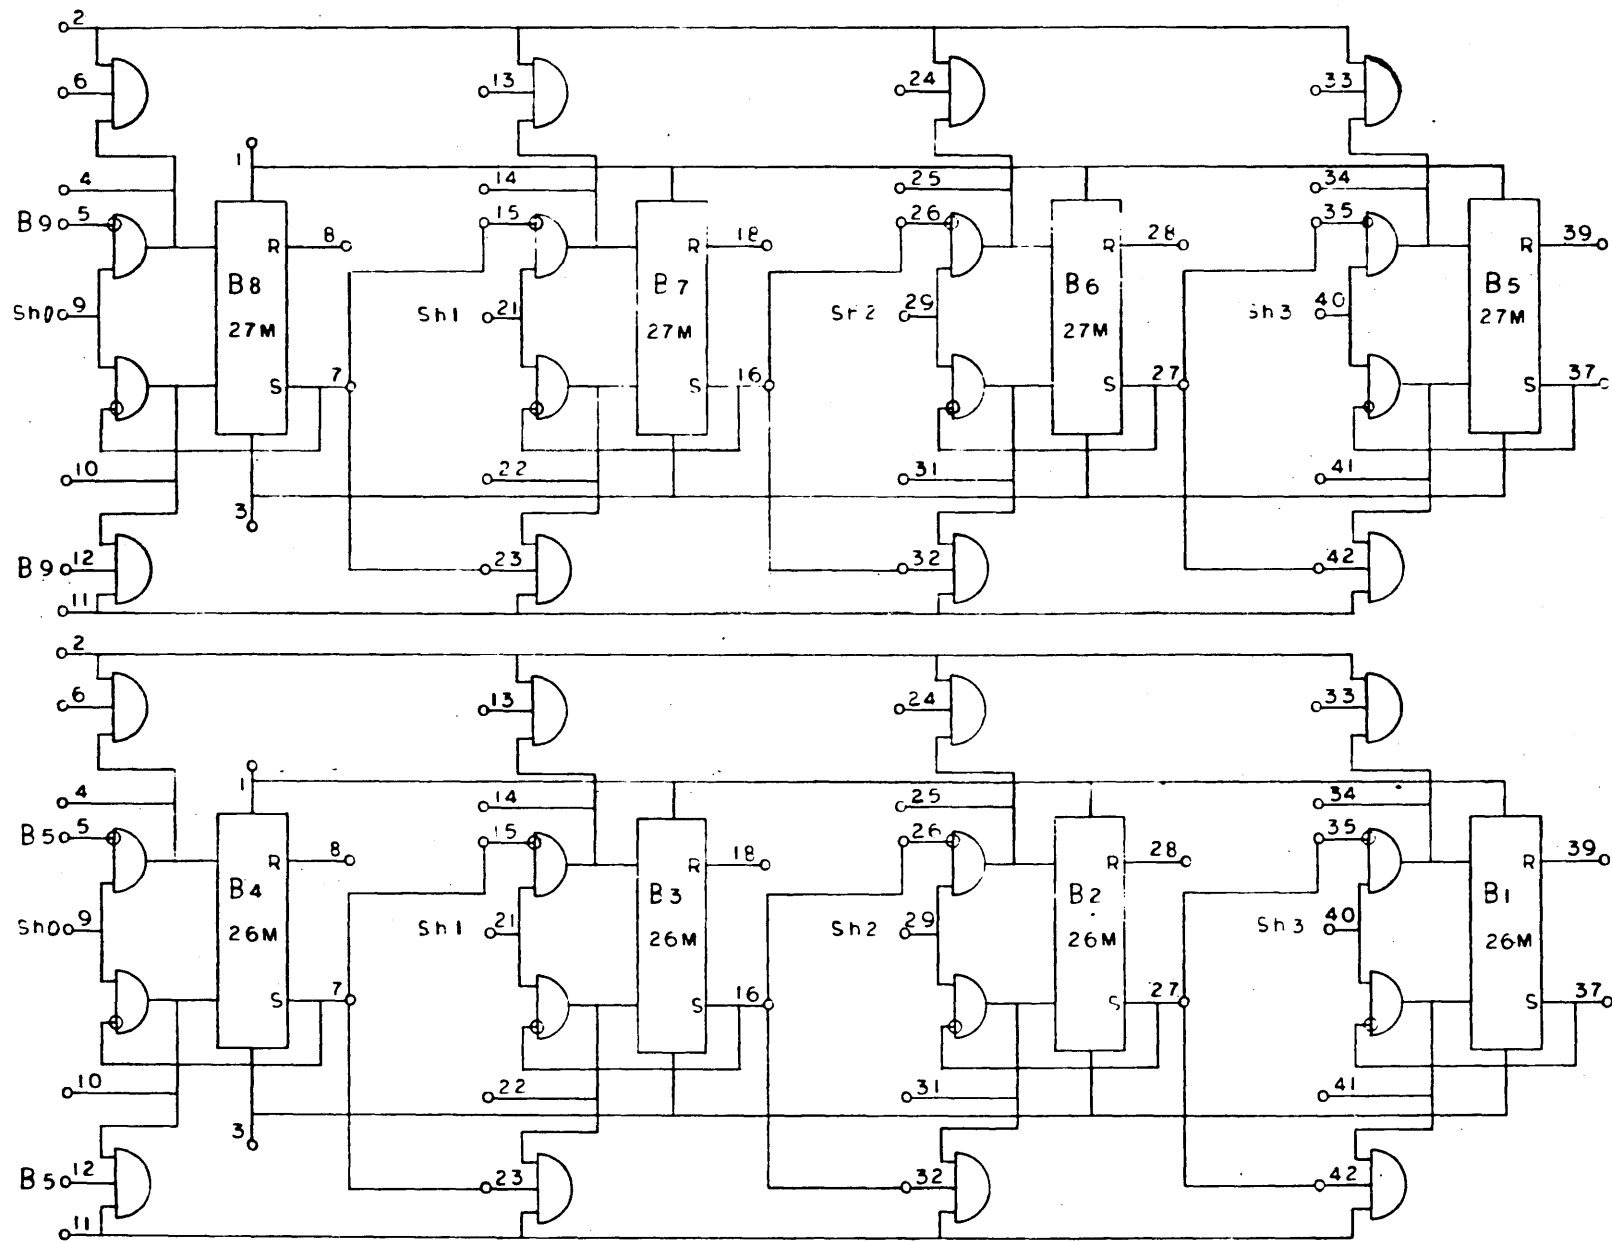 2
6 13 24 33
1
4 14 25 34
B9 5 15 26 35
R 8 R 18 R 28 R 39
B8 B7 B6 B5
Sh0 9 Sh1 21 Sh2 29 Sh3 40
27M 27M 27M 27M
S 7 S 16 S 27 S 37
10 22 31 41
3
B9 12 23 32 42
11
2
6 13 24 33
1
4 14 25 34
B5 5 15 26 35
R 8 R 18 R 28 R 39
B4 B3 B2 B1
Sh0 9 Sh1 21 Sh2 29 Sh3 40
26M 26M 26M 26M
S 7 S 16 S 27 S 37
10 22 31 41
3
B5 12 23 32 42
11